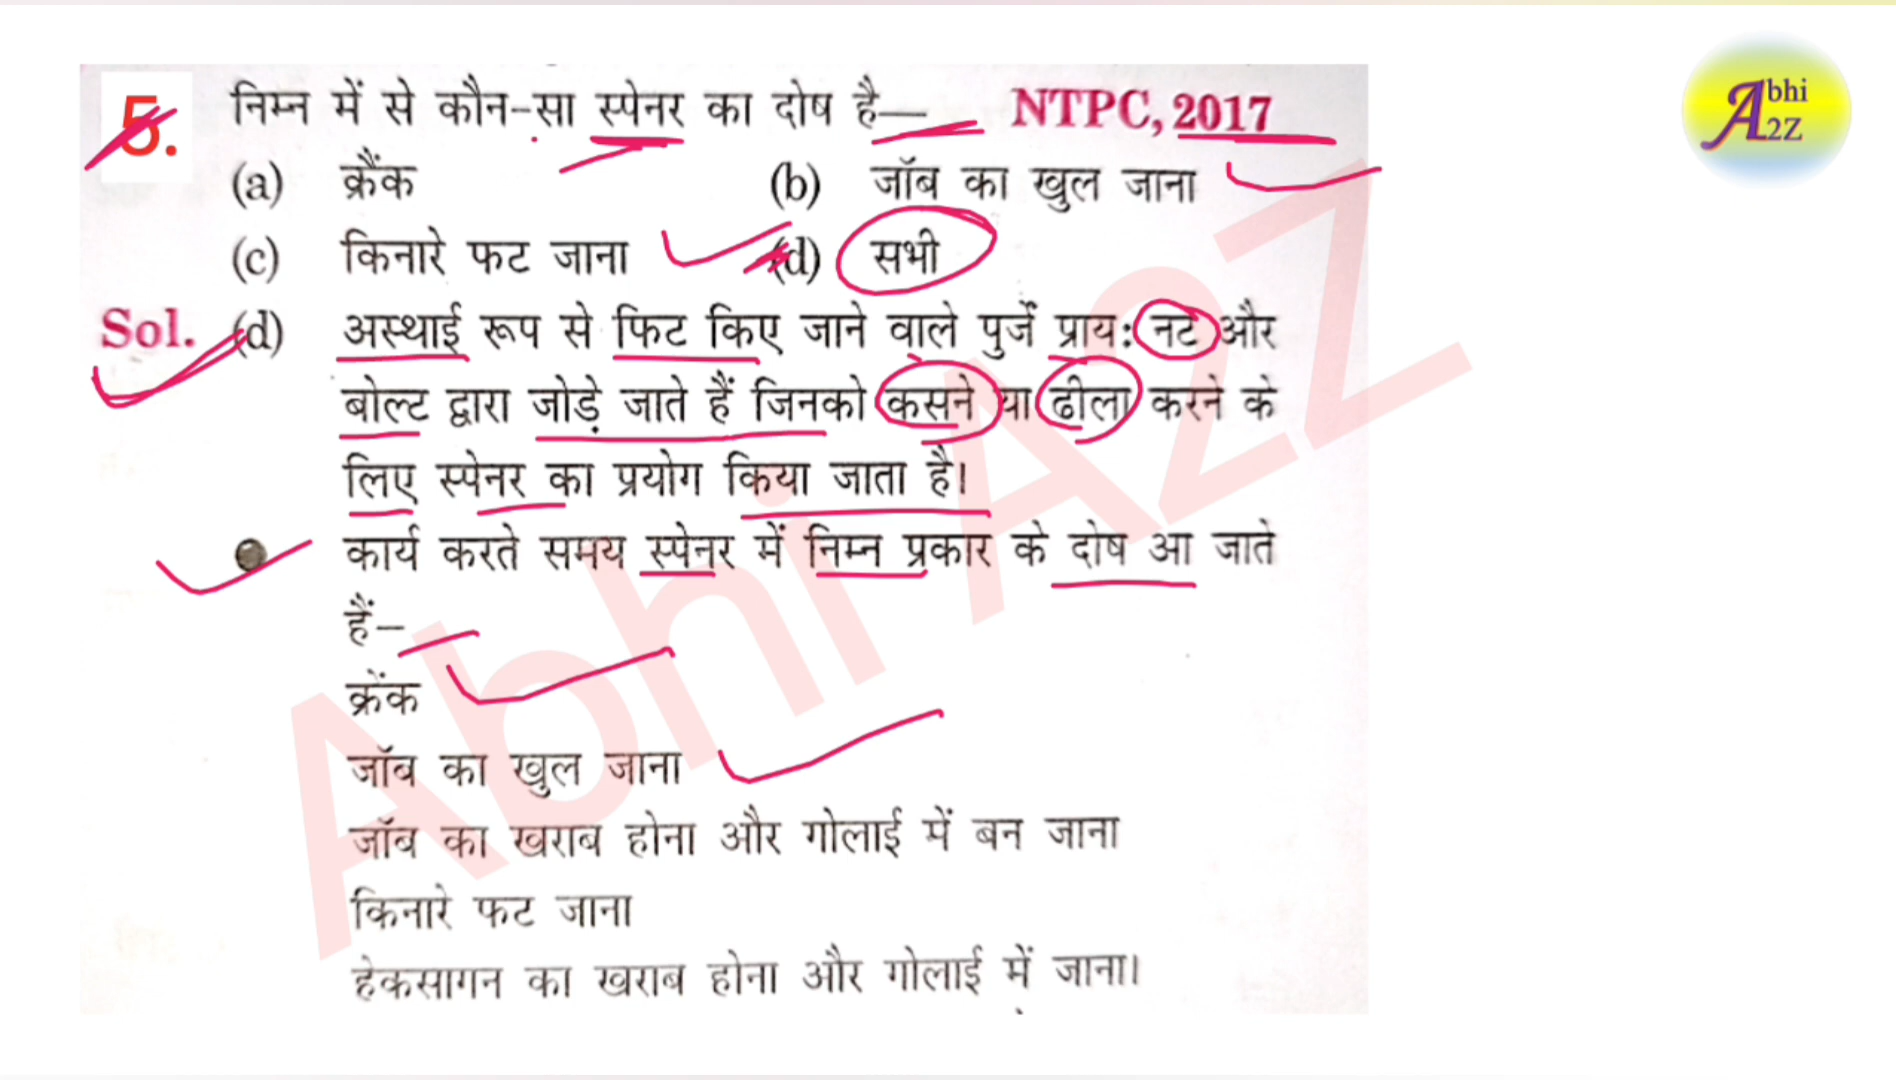 Abhi A2Z
5. निम्न में से कौन-सा स्पेनर का दोष है— NTPC, 2017
(a) क्रैंक (b) जॉब का खुल जाना
(c) किनारे फट जाना (d) सभी
Sol. (d) अस्थाई रूप से फिट किए जाने वाले पुर्जे प्राय: नट और
बोल्ट द्वारा जोड़े जाते हैं जिनको कसने या ढीला करने के
लिए स्पेनर का प्रयोग किया जाता है।
● कार्य करते समय स्पेनर में निम्न प्रकार के दोष आ जाते
हैं–
क्रेंक
जॉब का खुल जाना
जॉब का खराब होना और गोलाई में बन जाना
किनारे फट जाना
हेकसागन का खराब होना और गोलाई में जाना।
Abhi A2Z